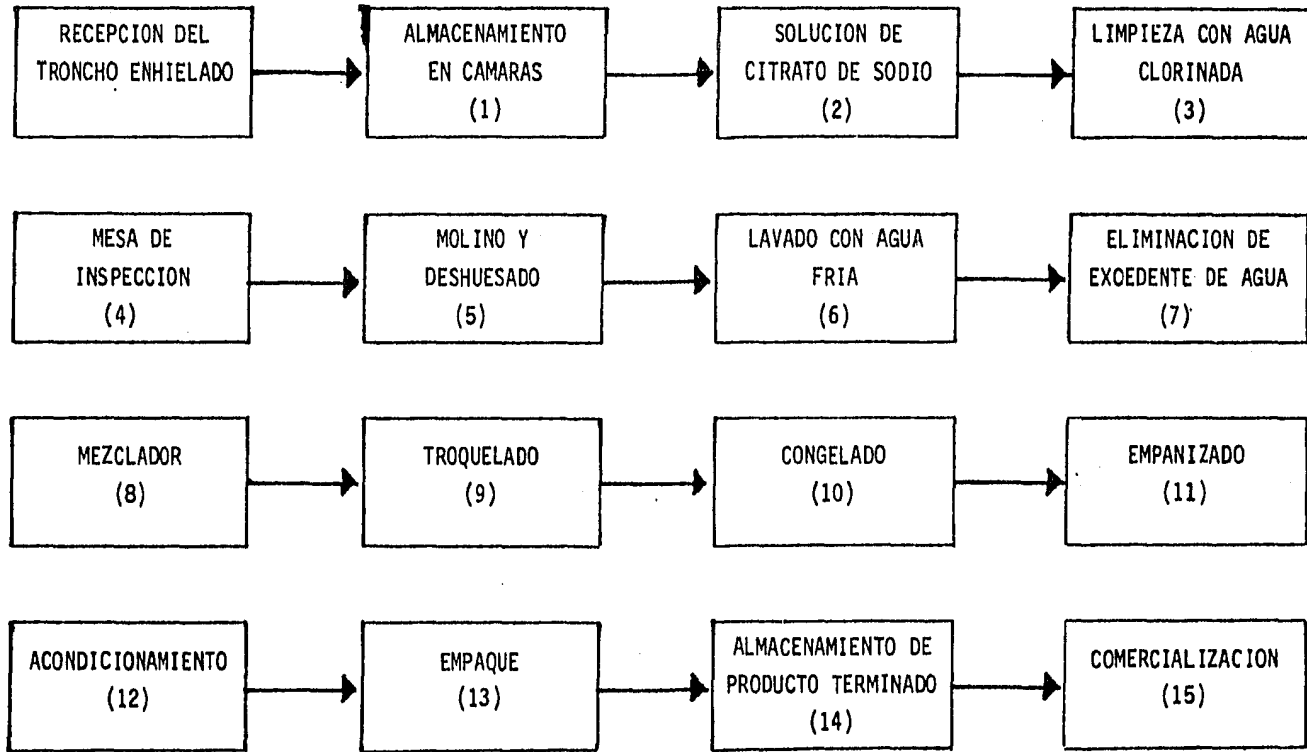 RECEPCION DEL
TRONCHO ENHIELADO
ALMACENAMIENTO
EN CAMARAS
(1)
SOLUCION DE
CITRATO DE SODIO
(2)
LIMPIEZA CON AGUA
CLORINADA
(3)
MESA DE
INSPECCION
(4)
MOLINO Y
DESHUESADO
(5)
LAVADO CON AGUA
FRIA
(6)
ELIMINACION DE
EXOEDENTE DE AGUA
(7)
MEZCLADOR
(8)
TROQUELADO
(9)
CONGELADO
(10)
EMPANIZADO
(11)
ACONDICIONAMIENTO
(12)
EMPAQUE
(13)
ALMACENAMIENTO DE
PRODUCTO TERMINADO
(14)
COMERCIALIZACION
(15)